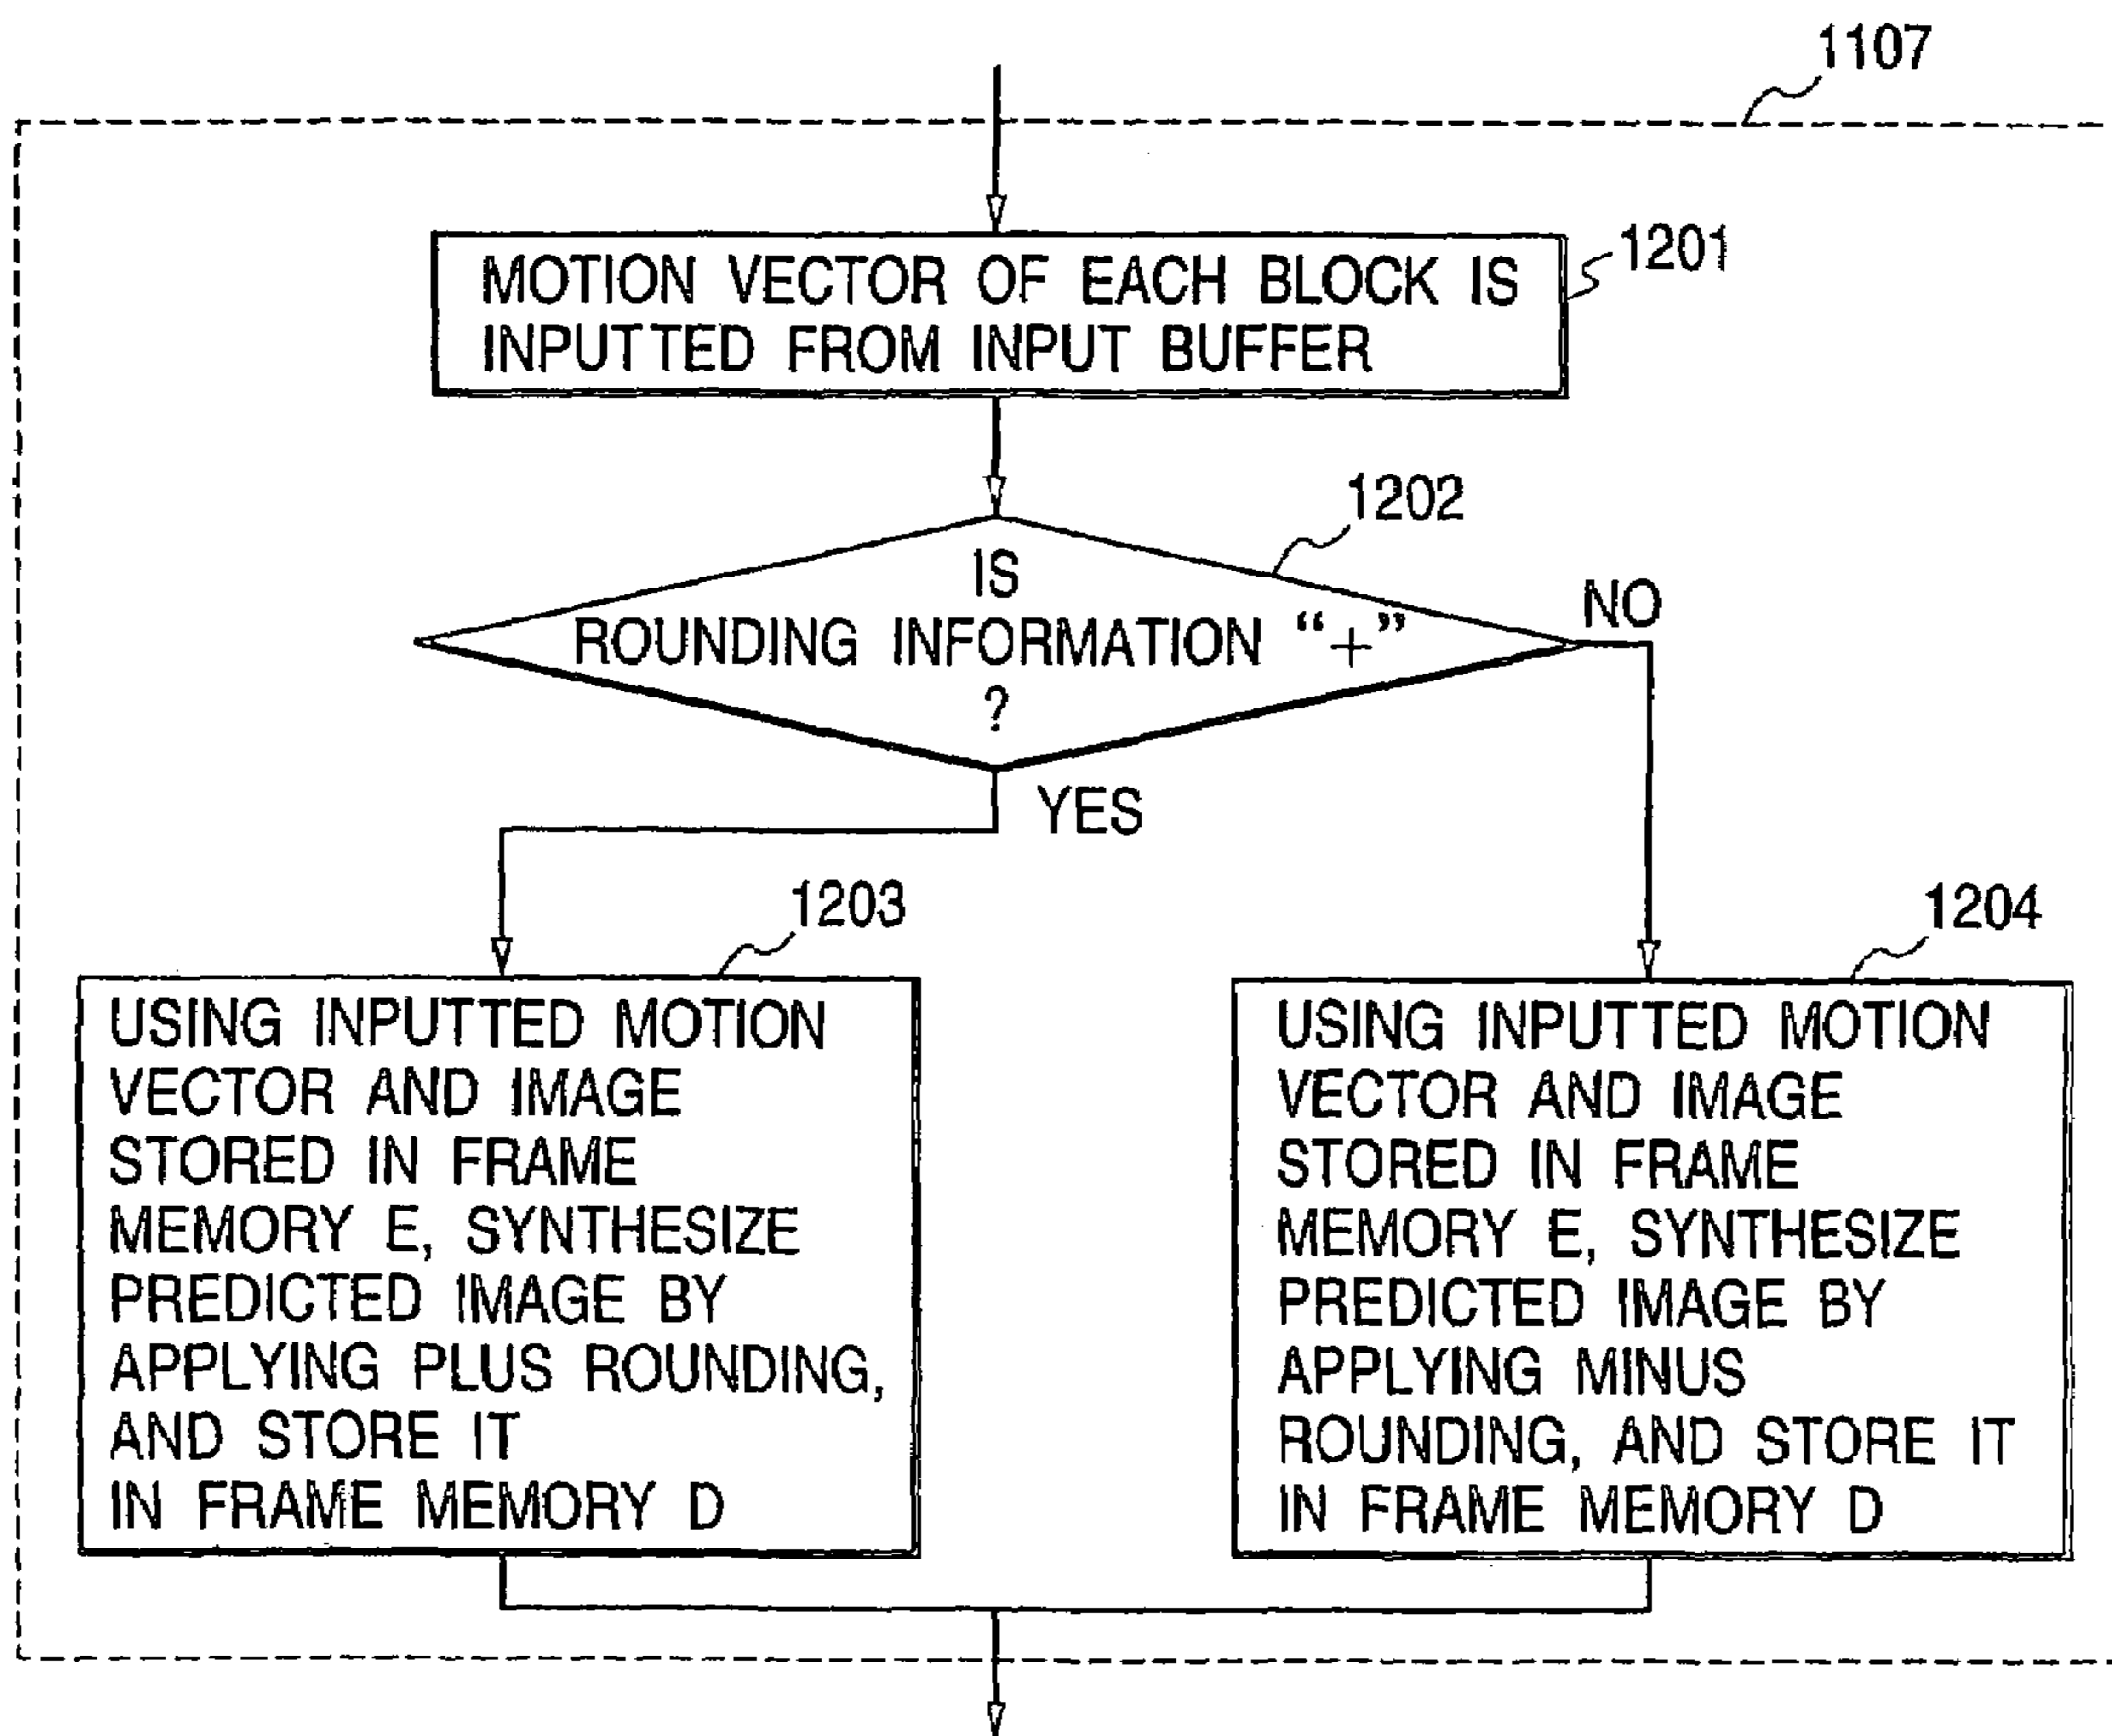 1107
MOTION VECTOR OF EACH BLOCK IS
INPUTTED FROM INPUT BUFFER
1201
1202
IS
ROUNDING INFORMATION “+”
?
NO
YES
1203
USING INPUTTED MOTION
VECTOR AND IMAGE
STORED IN FRAME
MEMORY E, SYNTHESIZE
PREDICTED IMAGE BY
APPLYING PLUS ROUNDING,
AND STORE IT
IN FRAME MEMORY D
1204
USING INPUTTED MOTION
VECTOR AND IMAGE
STORED IN FRAME
MEMORY E, SYNTHESIZE
PREDICTED IMAGE BY
APPLYING MINUS
ROUNDING, AND STORE IT
IN FRAME MEMORY D